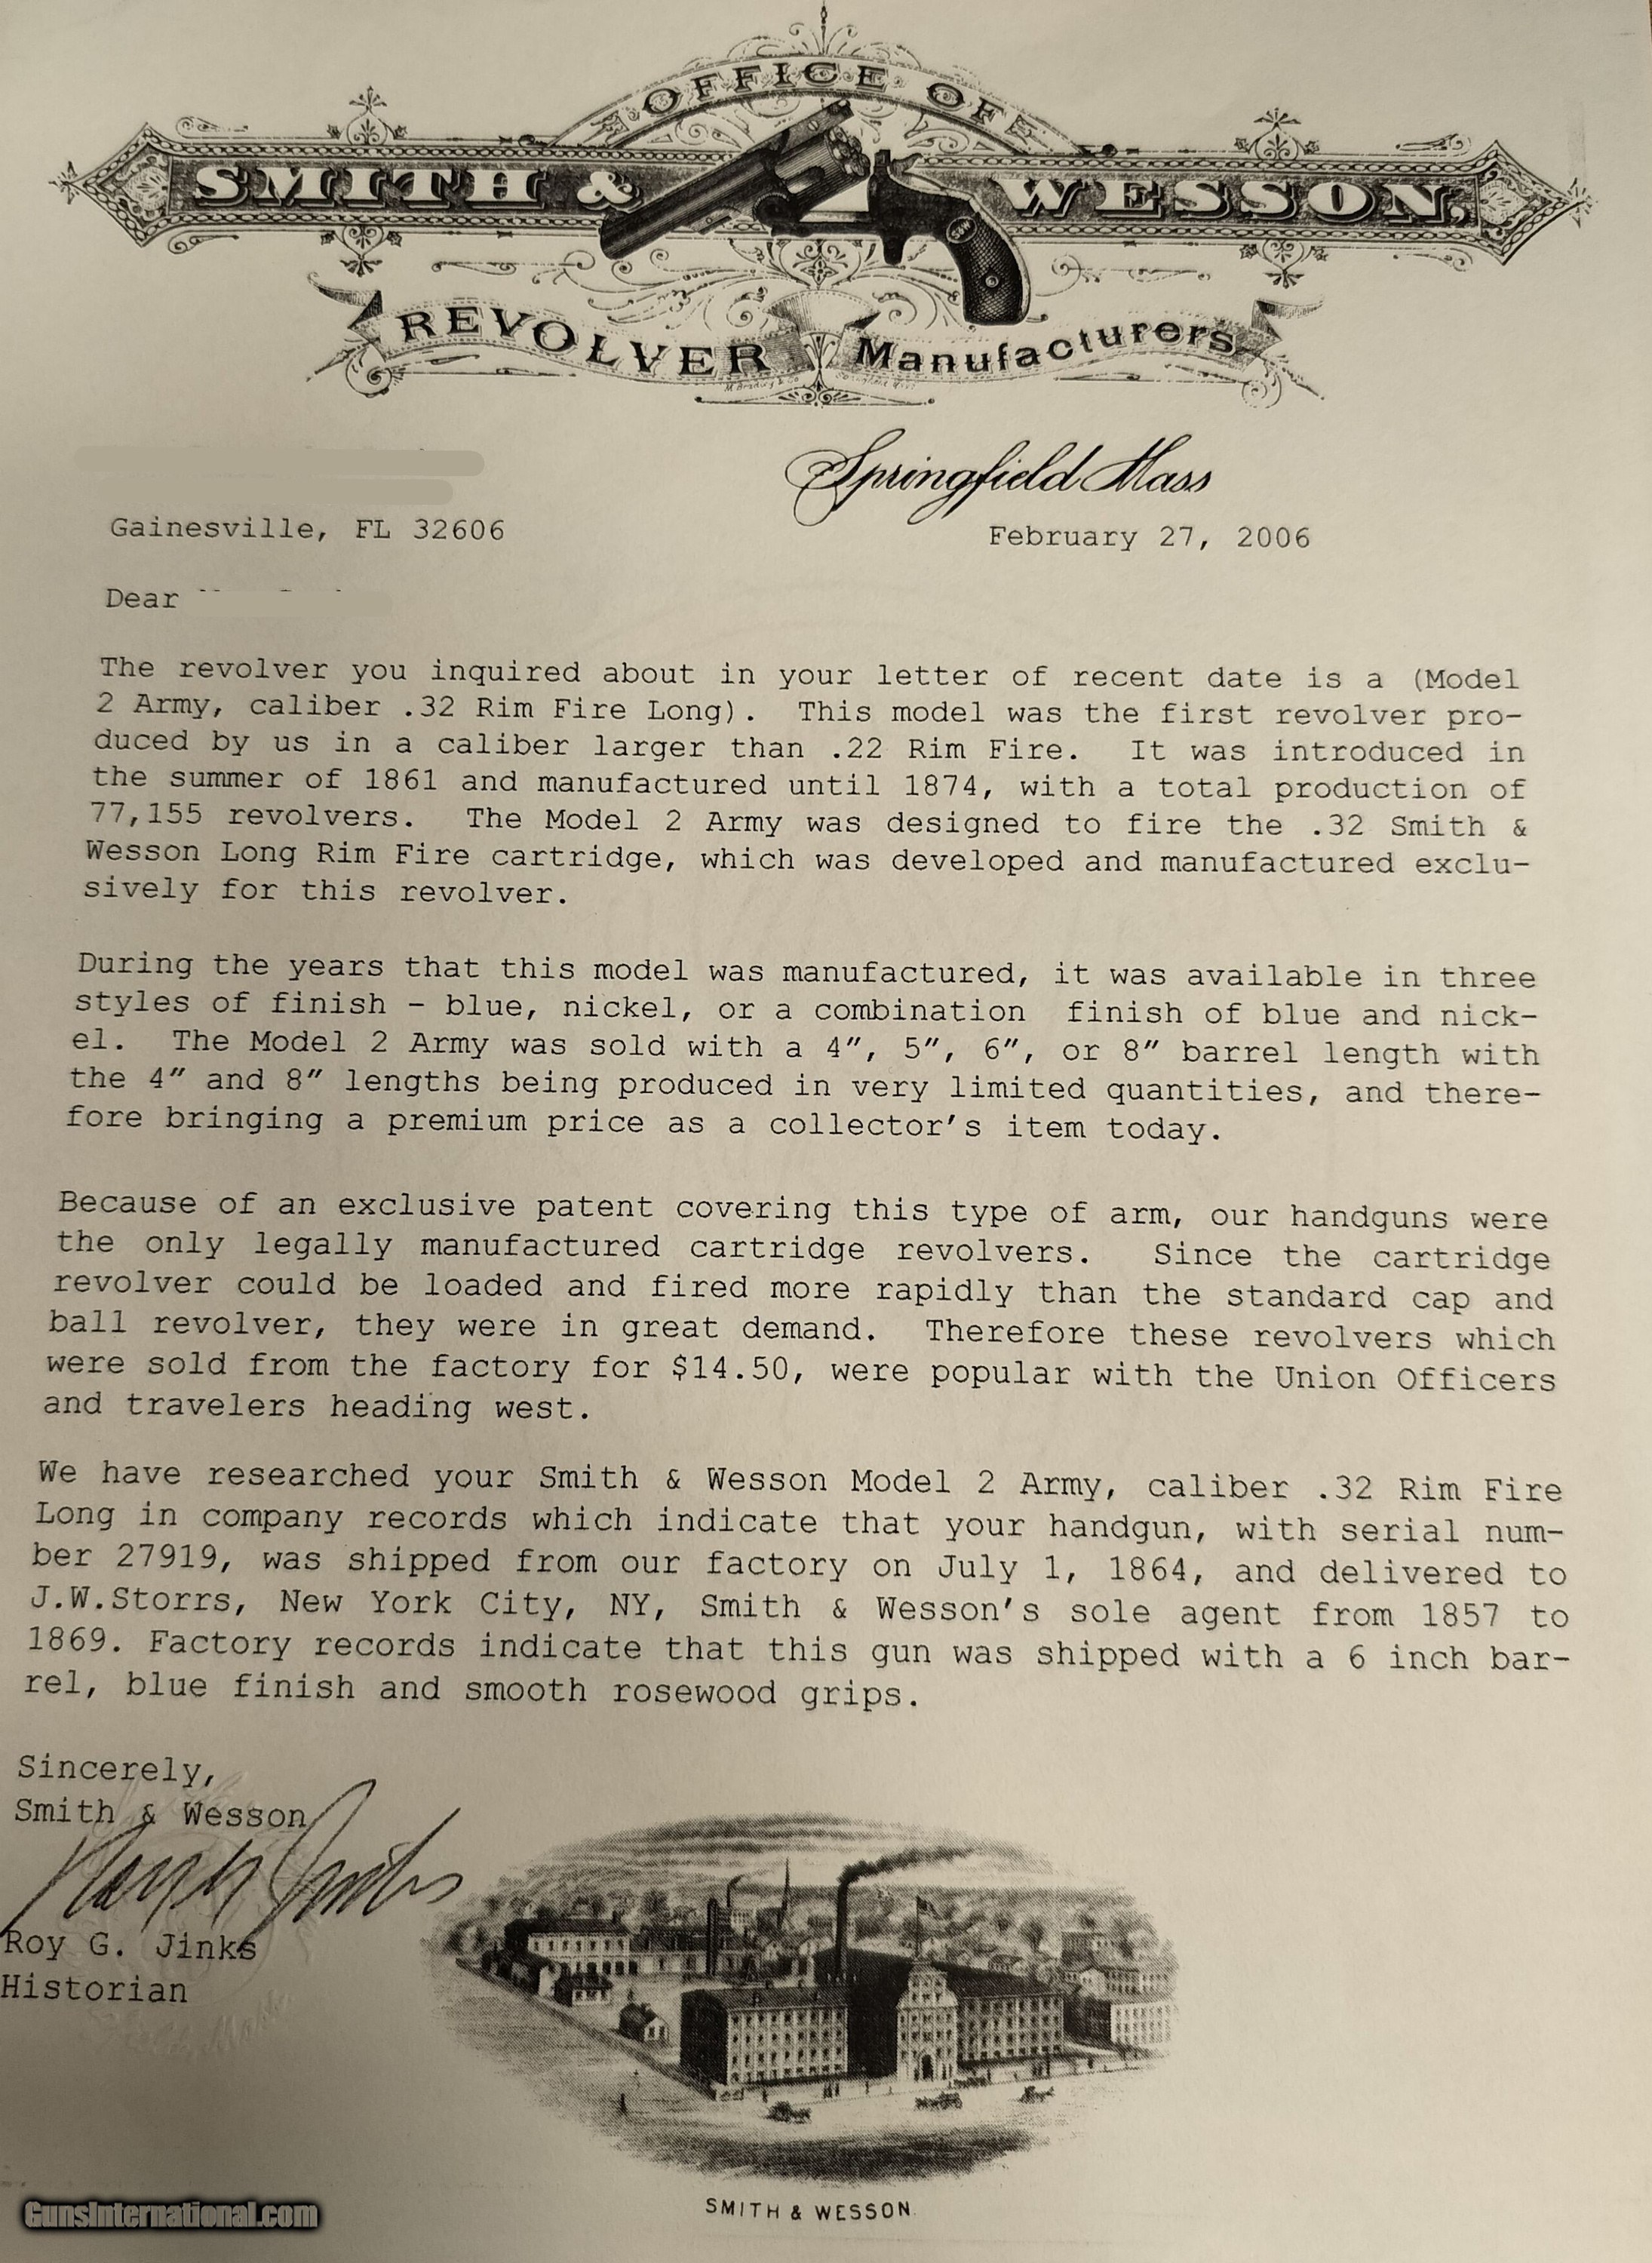 OFFICE OF
SMITH & WESSON.
REVOLVER Manufacturers
Springfield Mass
Gainesville, FL 32606
February 27, 2006
Dear
The revolver you inquired about in your letter of recent date is a (Model
2 Army, caliber .32 Rim Fire Long).  This model was the first revolver pro-
duced by us in a caliber larger than .22 Rim Fire.  It was introduced in
the summer of 1861 and manufactured until 1874, with a total production of
77,155 revolvers.  The Model 2 Army was designed to fire the .32 Smith &
Wesson Long Rim Fire cartridge, which was developed and manufactured exclu-
sively for this revolver.
During the years that this model was manufactured, it was available in three
styles of finish - blue, nickel, or a combination  finish of blue and nick-
el.  The Model 2 Army was sold with a 4”, 5”, 6”, or 8” barrel length with
the 4” and 8” lengths being produced in very limited quantities, and there-
fore bringing a premium price as a collector’s item today.
Because of an exclusive patent covering this type of arm, our handguns were
the only legally manufactured cartridge revolvers.  Since the cartridge
revolver could be loaded and fired more rapidly than the standard cap and
ball revolver, they were in great demand.  Therefore these revolvers which
were sold from the factory for $14.50, were popular with the Union Officers
and travelers heading west.
We have researched your Smith & Wesson Model 2 Army, caliber .32 Rim Fire
Long in company records which indicate that your handgun, with serial num-
ber 27919, was shipped from our factory on July 1, 1864, and delivered to
J.W.Storrs, New York City, NY, Smith & Wesson’s sole agent from 1857 to
1869. Factory records indicate that this gun was shipped with a 6 inch bar-
rel, blue finish and smooth rosewood grips.
Sincerely,
Smith & Wesson
Roy G. Jinks
Roy G. Jinks
Historian
SMITH & WESSON.
GunsInternational.com